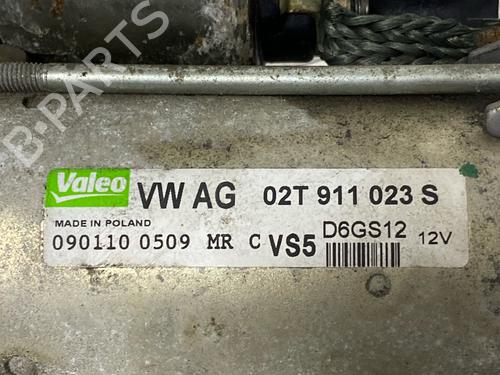 B-PARTS
Valeo VW AG 02T 911 023 S
MADE IN POLAND
090110 0509 MR C VS5 D6GS12 12V